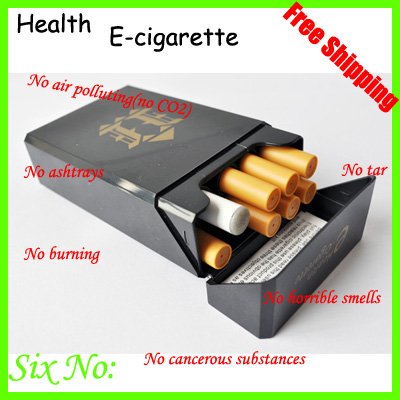 Health
E-cigarette
Free Shipping
No air polluting(no CO2)
No ashtrays
No tar
No burning
No horrible smells
Six No:
No cancerous substances